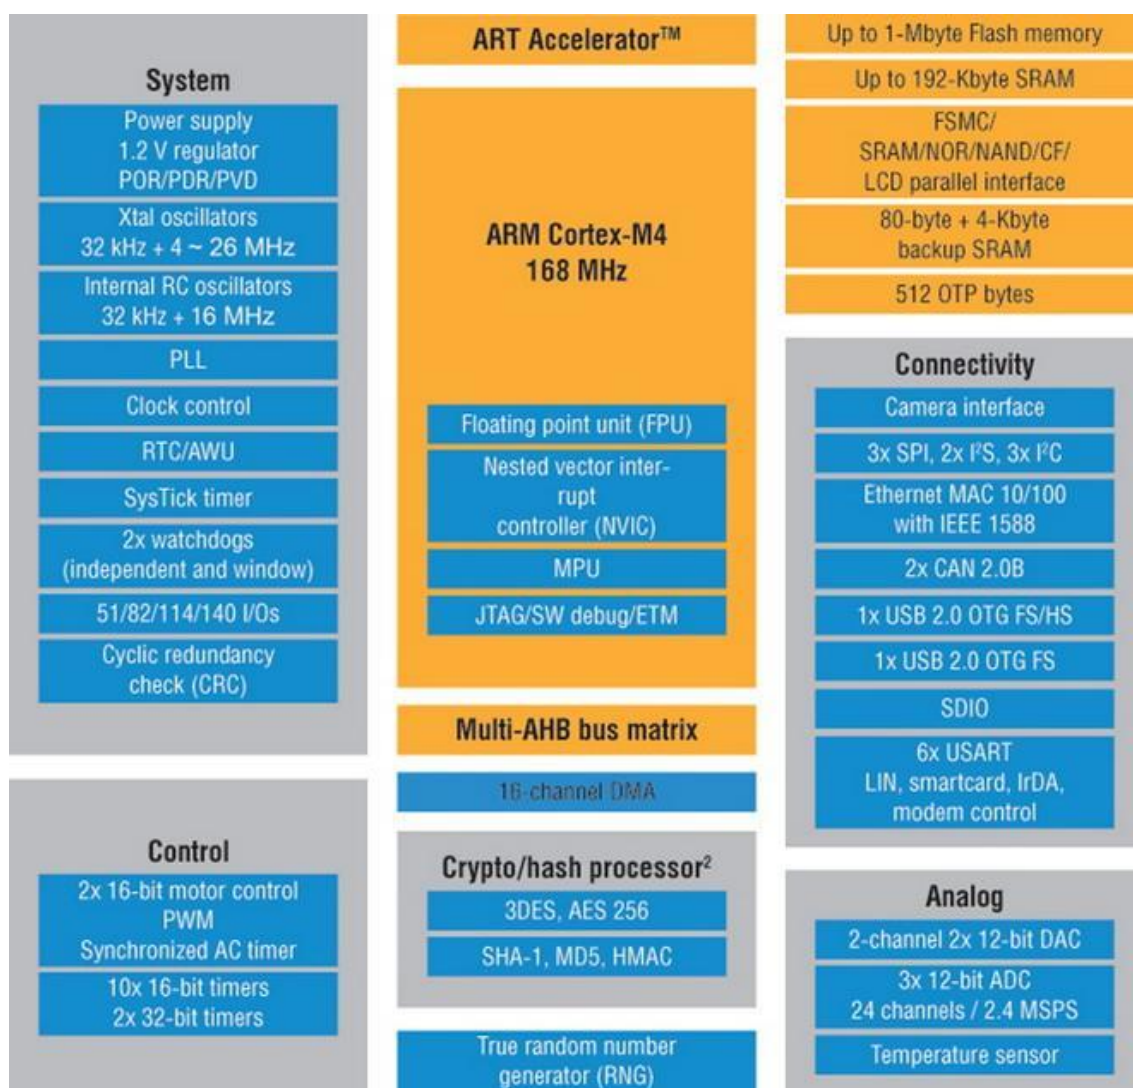 System
Power supply
1.2 V regulator
POR/PDR/PVD
Xtal oscillators
32 kHz + 4 ~ 26 MHz
Internal RC oscillators
32 kHz + 16 MHz
PLL
Clock control
RTC/AWU
SysTick timer
2x watchdogs
(independent and window)
51/82/114/140 I/Os
Cyclic redundancy
check (CRC)
Control
2x 16-bit motor control
PWM
Synchronized AC timer
10x 16-bit timers
2x 32-bit timers
ART Accelerator™
ARM Cortex-M4
168 MHz
Floating point unit (FPU)
Nested vector inter-
rupt
controller (NVIC)
MPU
JTAG/SW debug/ETM
Multi-AHB bus matrix
16-channel DMA
Crypto/hash processor²
3DES, AES 256
SHA-1, MD5, HMAC
True random number
generator (RNG)
Up to 1-Mbyte Flash memory
Up to 192-Kbyte SRAM
FSMC/
SRAM/NOR/NAND/CF/
LCD parallel interface
80-byte + 4-Kbyte
backup SRAM
512 OTP bytes
Connectivity
Camera interface
3x SPI, 2x I²S, 3x I²C
Ethernet MAC 10/100
with IEEE 1588
2x CAN 2.0B
1x USB 2.0 OTG FS/HS
1x USB 2.0 OTG FS
SDIO
6x USART
LIN, smartcard, IrDA,
modem control
Analog
2-channel 2x 12-bit DAC
3x 12-bit ADC
24 channels / 2.4 MSPS
Temperature sensor